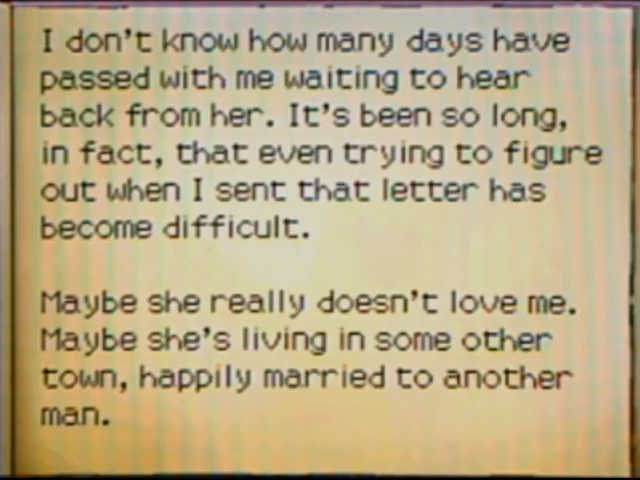 I don't know how many days have
passed with me waiting to hear
back from her. It's been so long,
in fact, that even trying to figure
out when I sent that letter has
become difficult.
Maybe she really doesn't love me.
Maybe she's living in some other
town, happily married to another
man.